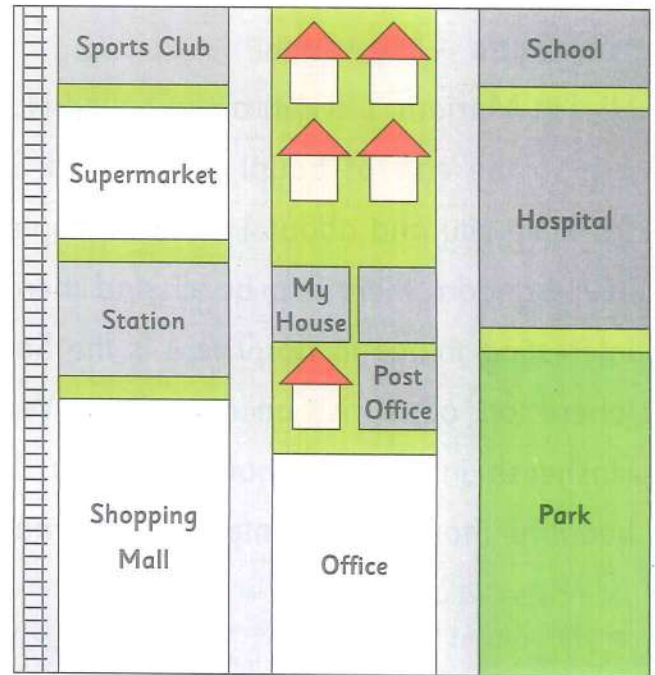 Sports Club
School
Supermarket
Hospital
My
House
Station
Post
Office
Shopping
Mall
Park
Office